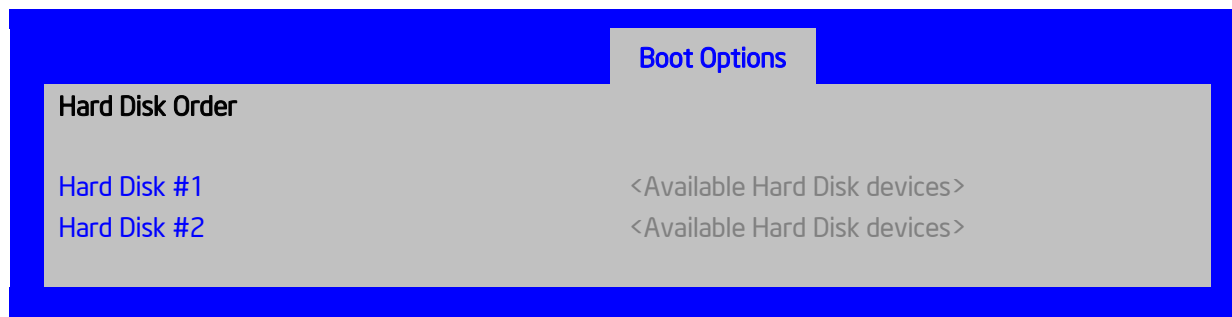 Boot Options
Hard Disk Order
Hard Disk #1 <Available Hard Disk devices>
Hard Disk #2 <Available Hard Disk devices>